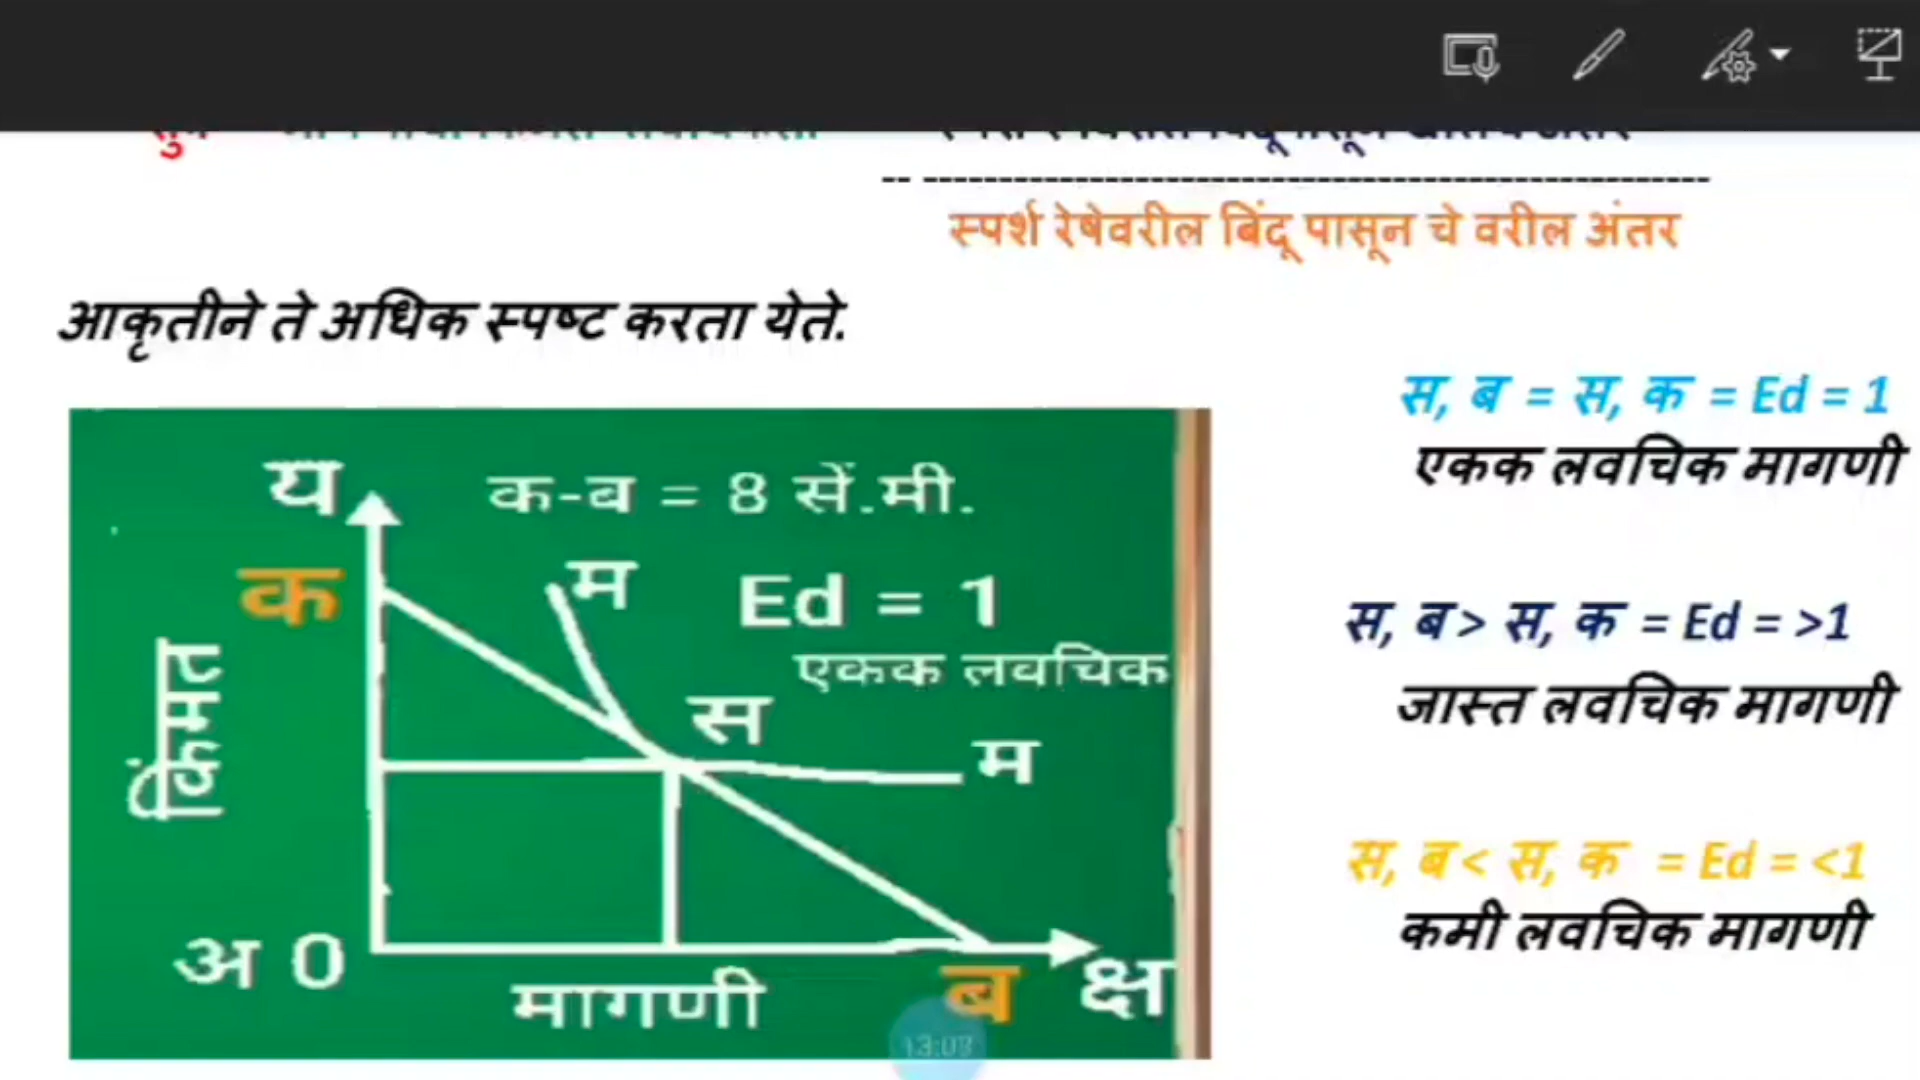 स्पर्श रेषेवरील बिंदू पासून चे वरील अंतर
आकृतीने ते अधिक स्पष्ट करता येते.
स, ब = स, क = Ed = 1
एकक लवचिक मागणी
स, ब> स, क = Ed = >1
जास्त लवचिक मागणी
स, ब< स, क = Ed = <1
कमी लवचिक मागणी
य
क-ब = 8 सें.मी.
क
म
Ed = 1
एकक लवचिक
स
म
किंमत
अ 0
मागणी
ब
क्ष